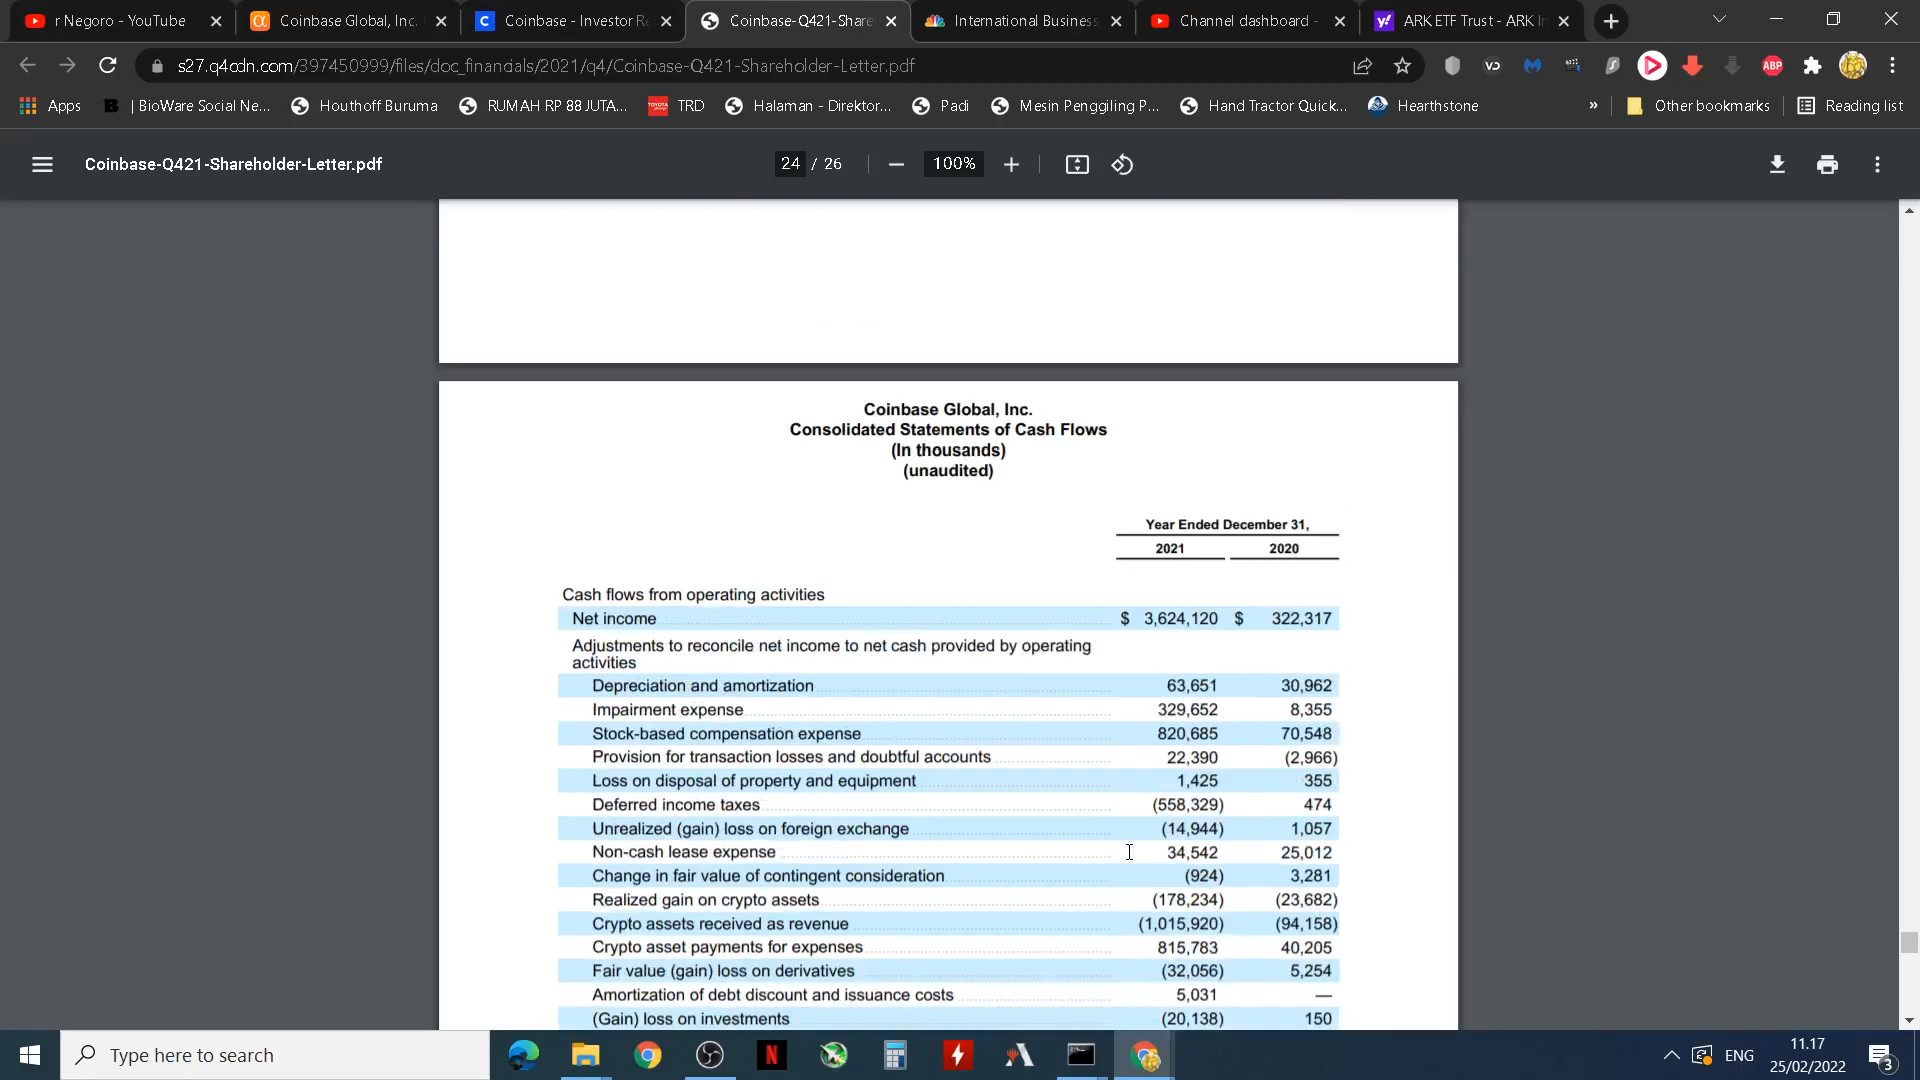 r Negoro - YouTube
Coinbase Global, Inc.
Coinbase - Investor Re
Coinbase-Q421-Share
International Business
Channel dashboard -
ARK ETF Trust - ARK In
s27.q4cdn.com/397450999/files/doc_financials/2021/q4/Coinbase-Q421-Shareholder-Letter.pdf
Apps
| BioWare Social Ne...
Houthoff Buruma
RUMAH RP 88 JUTA...
TRD
Halaman - Direktor...
Padi
Mesin Penggiling P...
Hand Tractor Quick...
Hearthstone
»
Other bookmarks
Reading list
Coinbase-Q421-Shareholder-Letter.pdf
24 / 26
100%
Coinbase Global, Inc.
Consolidated Statements of Cash Flows
(In thousands)
(unaudited)
Year Ended December 31,
2021 2020
Cash flows from operating activities
Net income $ 3,624,120 $ 322,317
Adjustments to reconcile net income to net cash provided by operating
activities
Depreciation and amortization 63,651 30,962
Impairment expense 329,652 8,355
Stock-based compensation expense 820,685 70,548
Provision for transaction losses and doubtful accounts 22,390 (2,966)
Loss on disposal of property and equipment 1,425 355
Deferred income taxes (558,329) 474
Unrealized (gain) loss on foreign exchange (14,944) 1,057
Non-cash lease expense 34,542 25,012
Change in fair value of contingent consideration (924) 3,281
Realized gain on crypto assets (178,234) (23,682)
Crypto assets received as revenue (1,015,920) (94,158)
Crypto asset payments for expenses 815,783 40,205
Fair value (gain) loss on derivatives (32,056) 5,254
Amortization of debt discount and issuance costs 5,031 —
(Gain) loss on investments (20,138) 150
Type here to search
ENG
11.17
25/02/2022
3